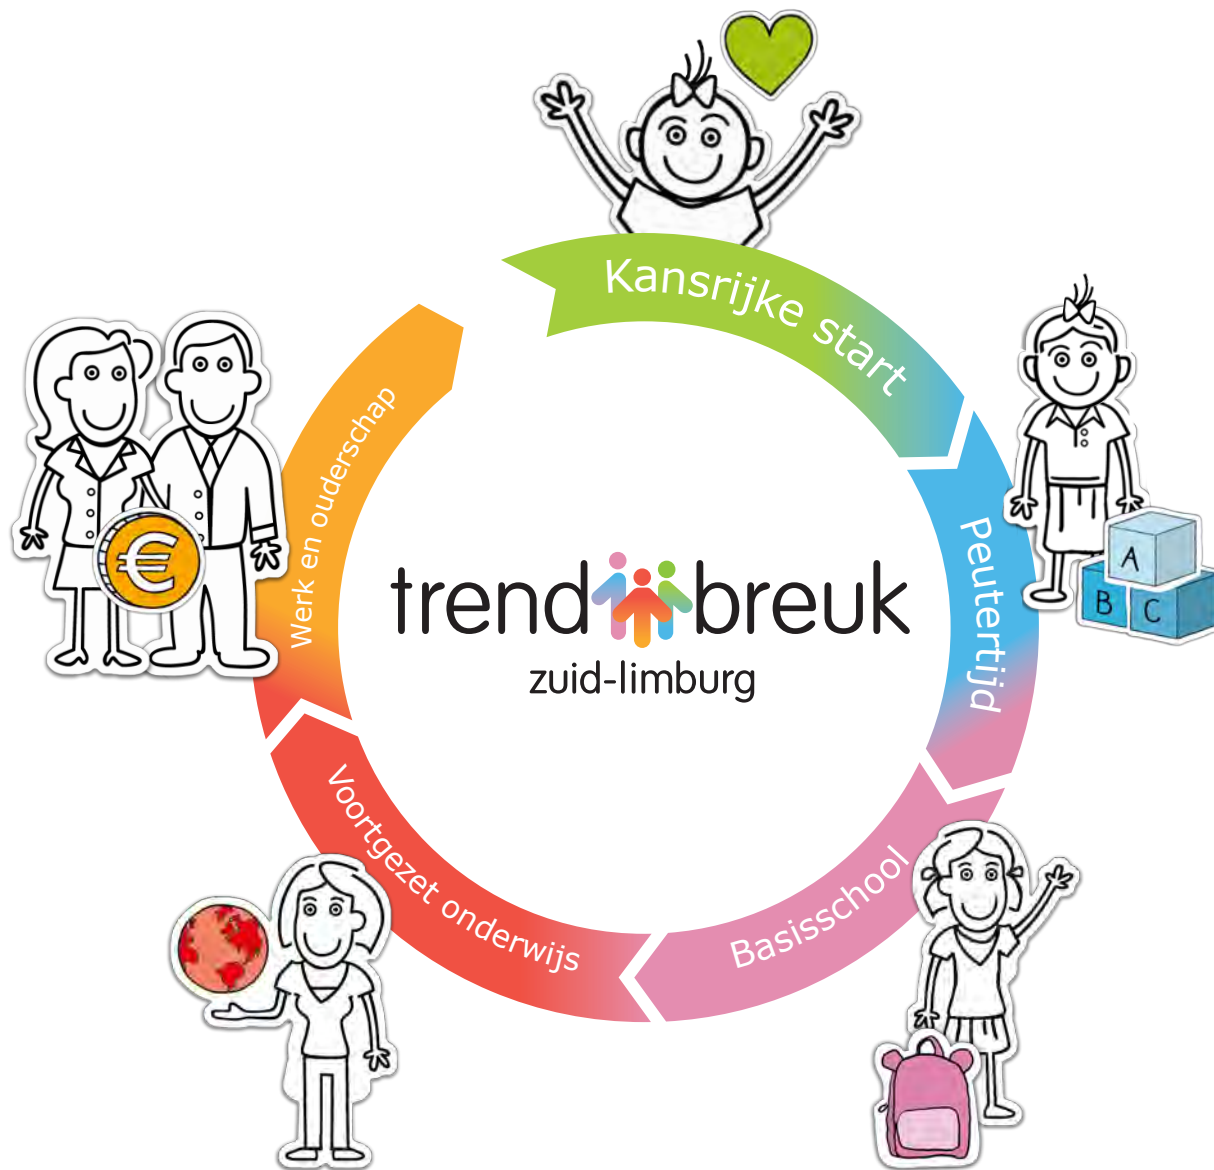 Kansrijke start
Peutertijd
A
B C
Basisschool
Voortgezet onderwijs
Werk en ouderschap
€
trendbreuk
zuid-limburg